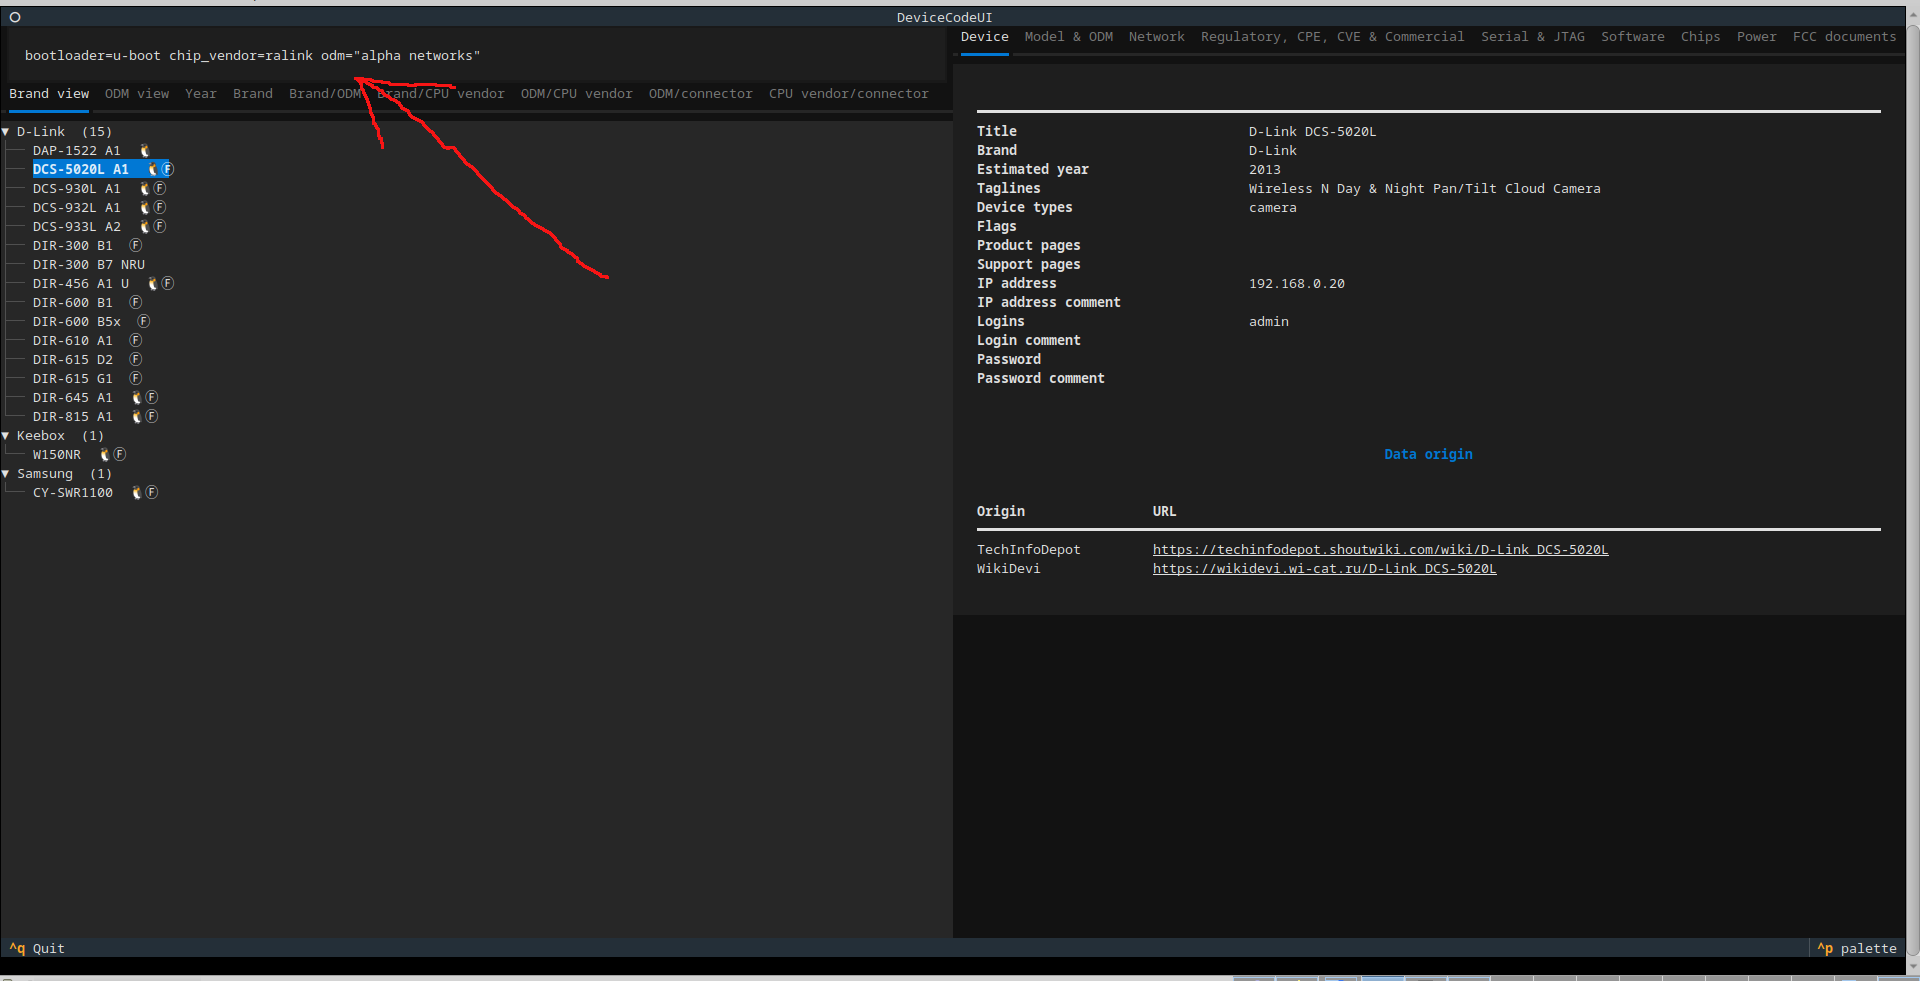 DeviceCodeUI
bootloader=u-boot chip_vendor=ralink odm="alpha networks"
Brand view ODM view Year Brand Brand/ODM Brand/CPU vendor ODM/CPU vendor ODM/connector CPU vendor/connector
▼ D-Link (15)
DAP-1522 A1 🐧
DCS-5020L A1 🐧Ⓕ
DCS-930L A1 🐧Ⓕ
DCS-932L A1 🐧Ⓕ
DCS-933L A2 🐧Ⓕ
DIR-300 B1 Ⓕ
DIR-300 B7 NRU
DIR-456 A1 U 🐧Ⓕ
DIR-600 B1 Ⓕ
DIR-600 B5x Ⓕ
DIR-610 A1 Ⓕ
DIR-615 D2 Ⓕ
DIR-615 G1 Ⓕ
DIR-645 A1 🐧Ⓕ
DIR-815 A1 🐧Ⓕ
▼ Keebox (1)
W150NR 🐧Ⓕ
▼ Samsung (1)
CY-SWR1100 🐧Ⓕ
Device Model & ODM Network Regulatory, CPE, CVE & Commercial Serial & JTAG Software Chips Power FCC documents
Title D-Link DCS-5020L
Brand D-Link
Estimated year 2013
Taglines Wireless N Day & Night Pan/Tilt Cloud Camera
Device types camera
Flags
Product pages
Support pages
IP address 192.168.0.20
IP address comment
Logins admin
Login comment
Password
Password comment
Data origin
Origin URL
TechInfoDepot https://techinfodepot.shoutwiki.com/wiki/D-Link_DCS-5020L
WikiDevi https://wikidevi.wi-cat.ru/D-Link_DCS-5020L
^q Quit
^p palette